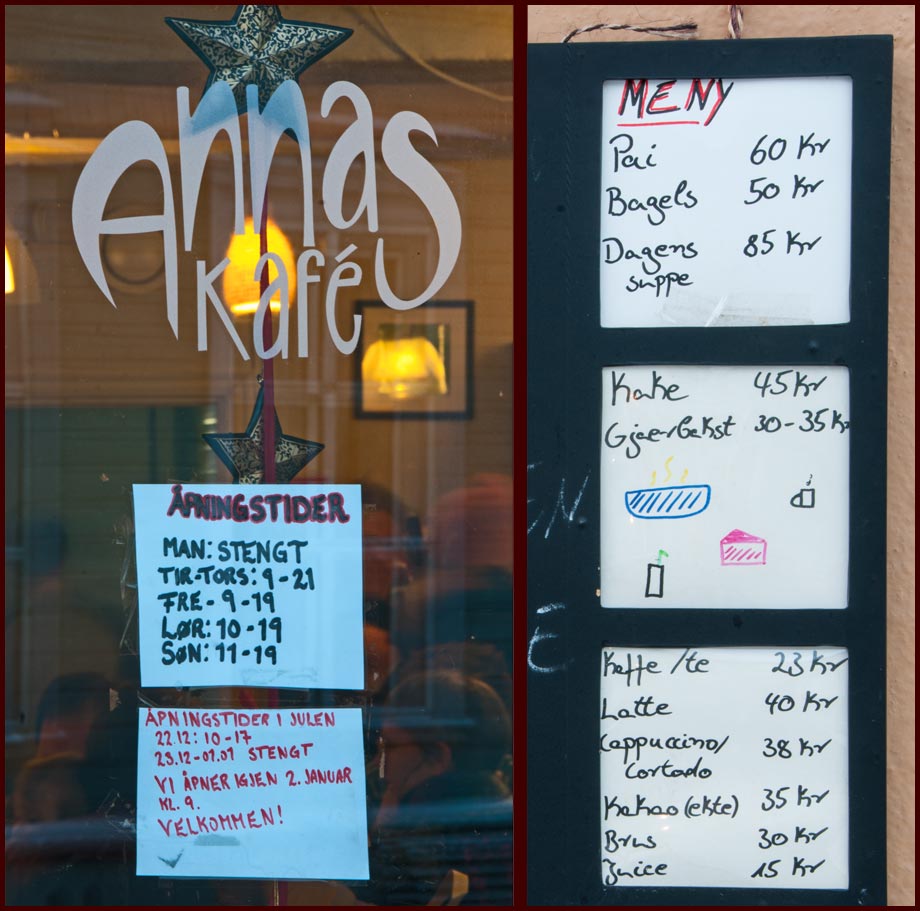 Annas
Kafé
ÅPNINGSTIDER
MAN: STENGT
TIR-TORS: 9-21
FRE - 9-19
LØR: 10-19
SØN: 11-19
ÅPNINGSTIDER I JULEN
22.12: 10-17
23.12-01.01 STENGT
VI ÅPNER IGJEN 2. JANUAR
KL. 9.
VELKOMMEN!
MENY
Pai 60 Kr
Bagels 50 Kr
Dagens 85 Kr
suppe
Kake 45 Kr
Gjærbakst 30-35 Kr
Kaffe/te 23 Kr
Latte 40 Kr
Cappuccino/ 38 Kr
cortado
Kakao (ekte) 35 Kr
Brus 30 Kr
Juice 15 Kr